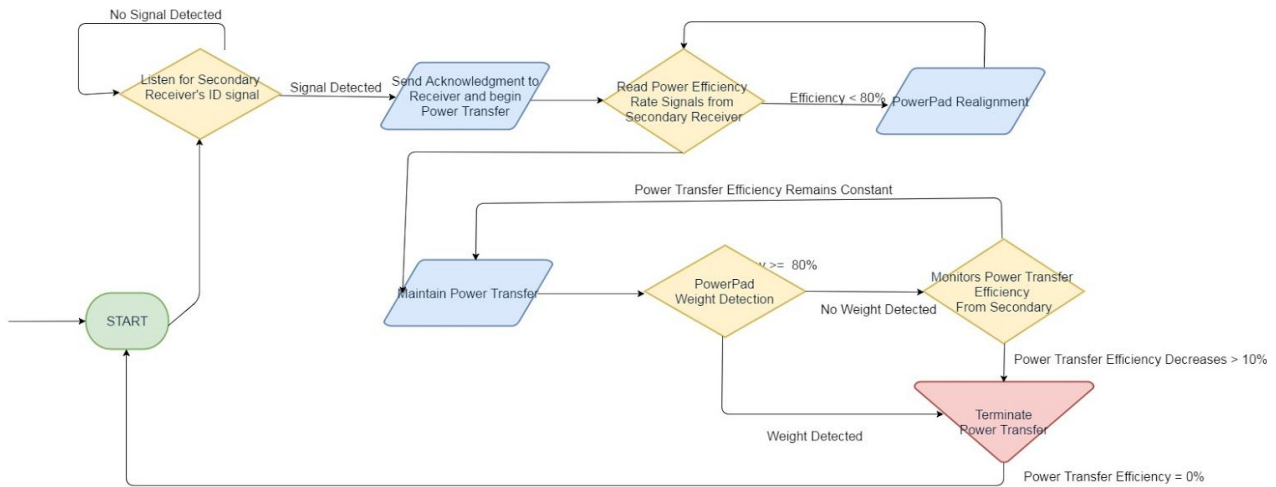 No Signal Detected
Listen for Secondary
Receiver's ID signal
Signal Detected
Send Acknowledgment to
Receiver and begin
Power Transfer
Read Power Efficiency
Rate Signals from
Secondary Receiver
Efficiency < 80%
PowerPad Realignment
Power Transfer Efficiency Remains Constant
Maintain Power Transfer
PowerPad
Weight Detection
>= 80%
No Weight Detected
Monitors Power Transfer
Efficiency
From Secondary
START
Power Transfer Efficiency Decreases > 10%
Terminate
Power Transfer
Weight Detected
Power Transfer Efficiency = 0%